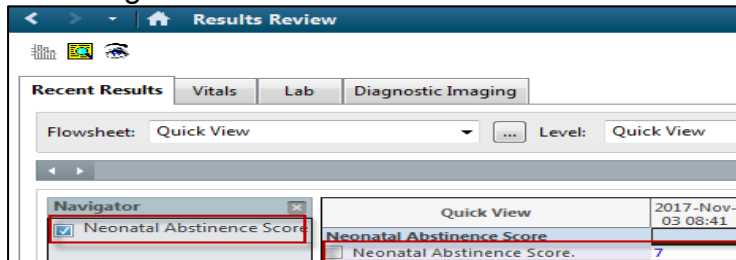 Results Review
Recent Results Vitals Lab Diagnostic Imaging
Flowsheet: Quick View ... Level: Quick View
Navigator
Neonatal Abstinence Score
Quick View 2017-Nov-
03 08:41
Neonatal Abstinence Score
Neonatal Abstinence Score. 7